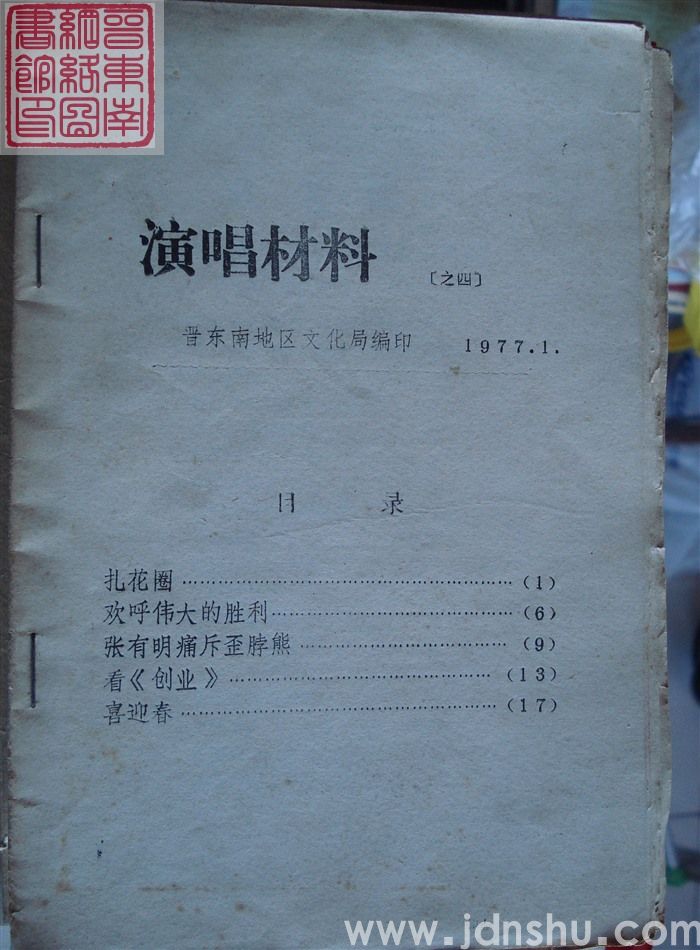 晋东南
网络图
书馆印
演唱材料
〔之四〕
晋东南地区文化局编印 1977.1.
目 录
扎花圈……………………………………………(1)
欢呼伟大的胜利…………………………………(6)
张有明痛斥歪脖熊………………………………(9)
看《创业》………………………………………(13)
喜迎春……………………………………………(17)
www.jdnshu.com